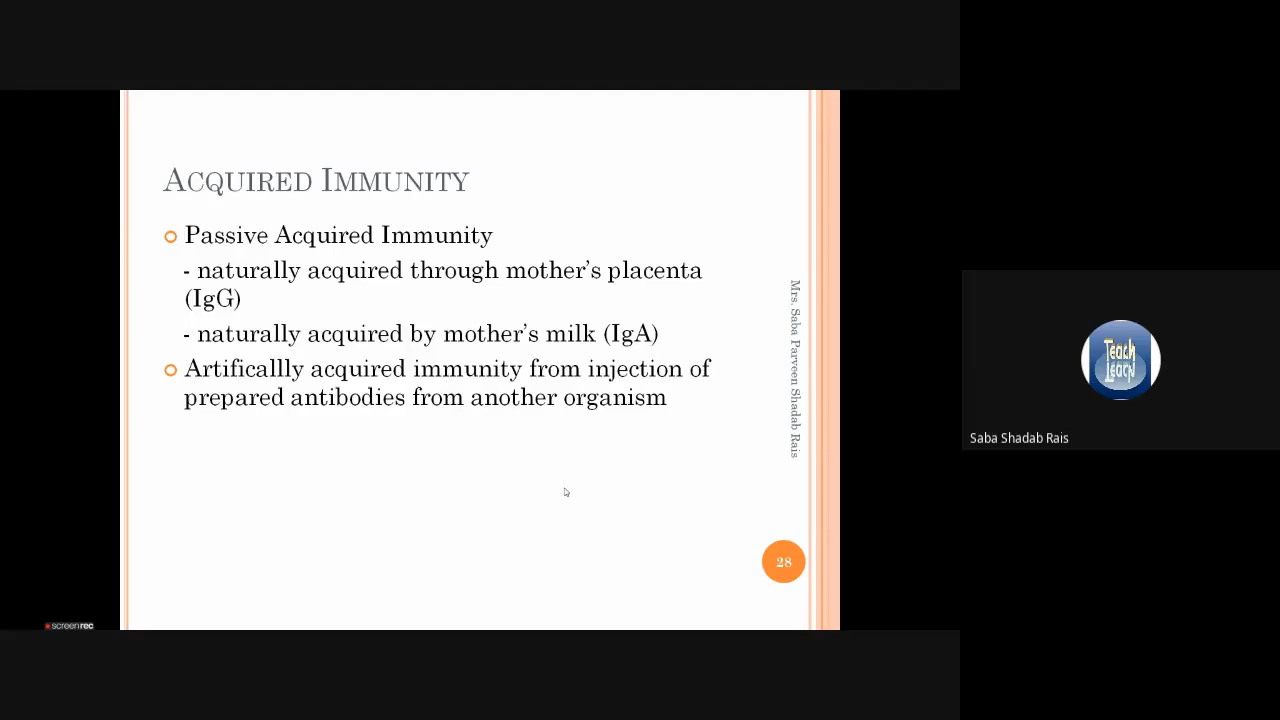 ACQUIRED IMMUNITY
Passive Acquired Immunity
- naturally acquired through mother's placenta
(IgG)
- naturally acquired by mother's milk (IgA)
Artificallly acquired immunity from injection of
prepared antibodies from another organism
Mrs. Saba Parveen Shadab Rais
28
screenrec
Teach
Learn
Saba Shadab Rais